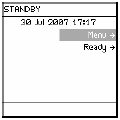 STANDBY
30 Jul 2007 17:17
Menu →
Ready →